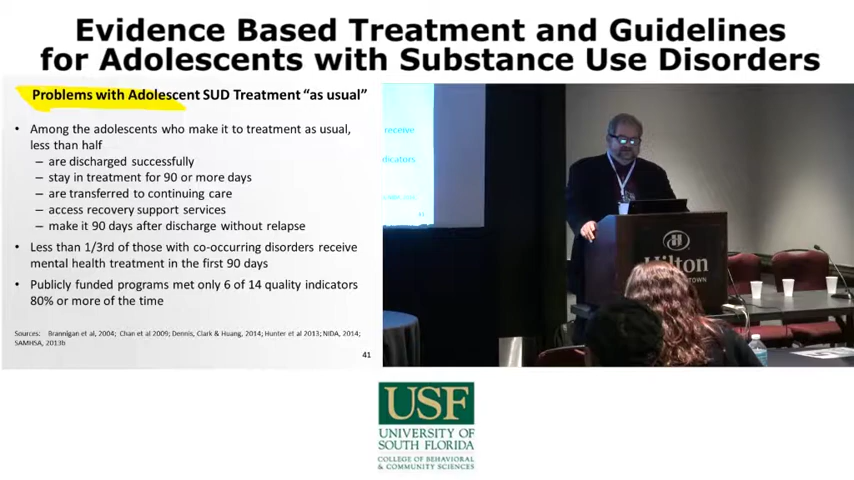 Evidence Based Treatment and Guidelines
for Adolescents with Substance Use Disorders
Problems with Adolescent SUD Treatment “as usual”
• Among the adolescents who make it to treatment as usual,
less than half
– are discharged successfully
– stay in treatment for 90 or more days
– are transferred to continuing care
– access recovery support services
– make it 90 days after discharge without relapse
• Less than 1/3rd of those with co-occurring disorders receive
mental health treatment in the first 90 days
• Publicly funded programs met only 6 of 14 quality indicators
80% or more of the time
Sources: Brannigan et al, 2004; Chan et al 2009; Dennis, Clark & Huang, 2014; Hunter et al 2013; NIDA, 2014;
SAMHSA, 2013b
41
receive
dicators
41
Hilton
USF
UNIVERSITY OF
SOUTH FLORIDA
COLLEGE OF BEHAVIORAL
& COMMUNITY SCIENCES